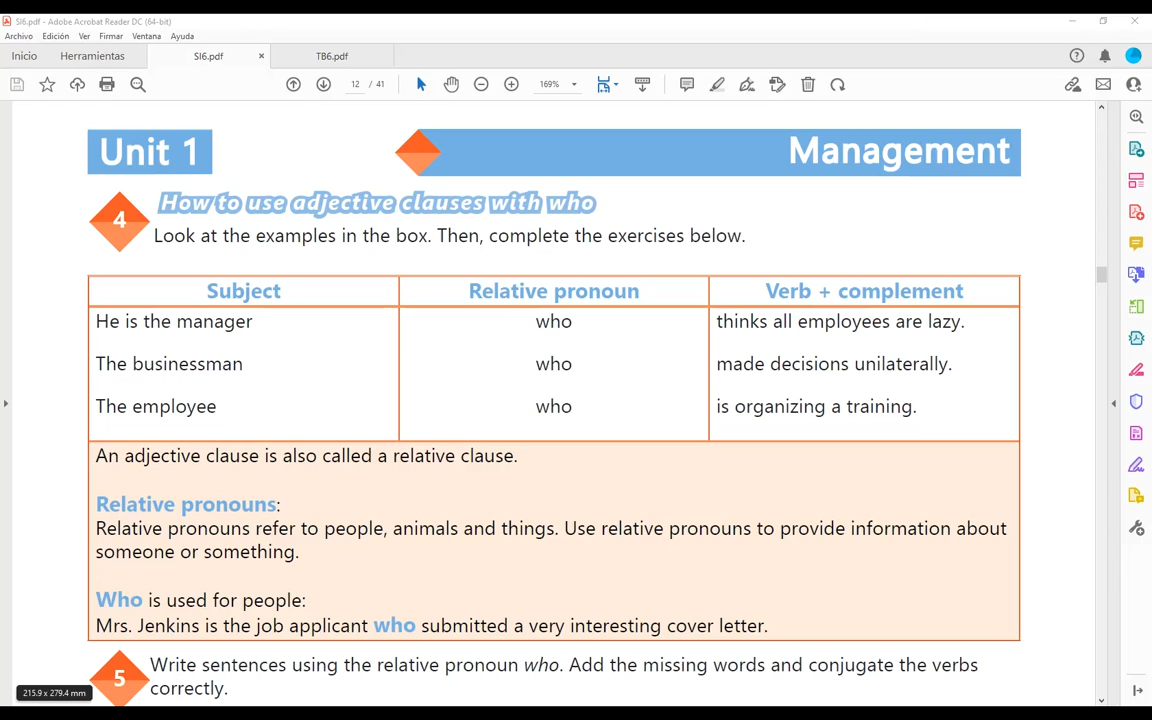 SI6.pdf - Adobe Acrobat Reader DC (64-bit)
Archivo Edición Ver Firmar Ventana Ayuda
Inicio Herramientas SI6.pdf × TB6.pdf
12 / 41 169%
Unit 1 Management
4 How to use adjective clauses with who
Look at the examples in the box. Then, complete the exercises below.
Subject Relative pronoun Verb + complement
He is the manager who thinks all employees are lazy.
The businessman who made decisions unilaterally.
The employee who is organizing a training.
An adjective clause is also called a relative clause.
Relative pronouns:
Relative pronouns refer to people, animals and things. Use relative pronouns to provide information about
someone or something.
Who is used for people:
Mrs. Jenkins is the job applicant who submitted a very interesting cover letter.
5 Write sentences using the relative pronoun who. Add the missing words and conjugate the verbs
correctly.
215.9 x 279.4 mm